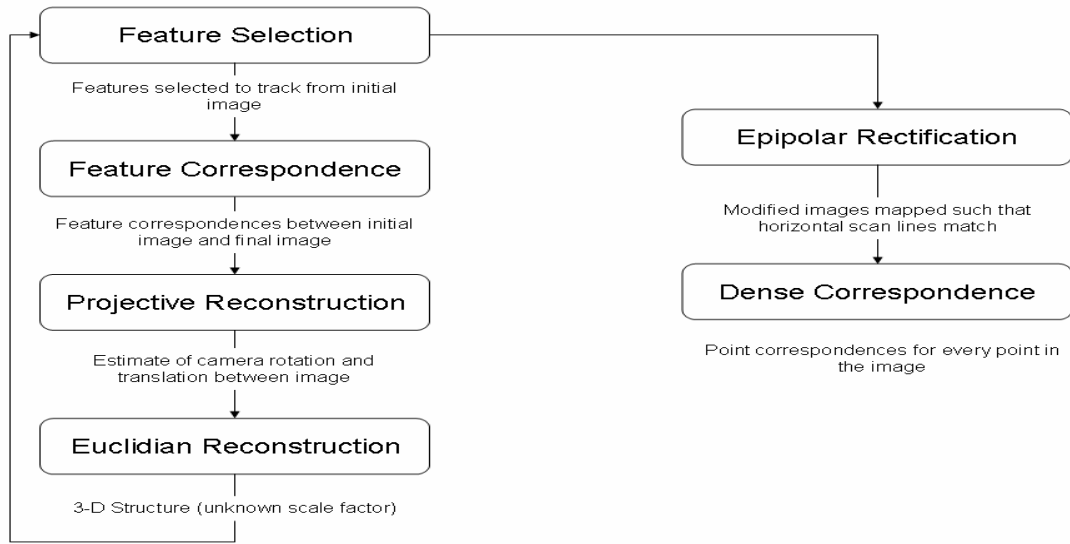 Feature Selection
Features selected to track from initial
image
Feature Correspondence
Feature correspondences between initial
image and final image
Projective Reconstruction
Estimate of camera rotation and
translation between image
Euclidian Reconstruction
3-D Structure (unknown scale factor)
Epipolar Rectification
Modified images mapped such that
horizontal scan lines match
Dense Correspondence
Point correspondences for every point in
the image